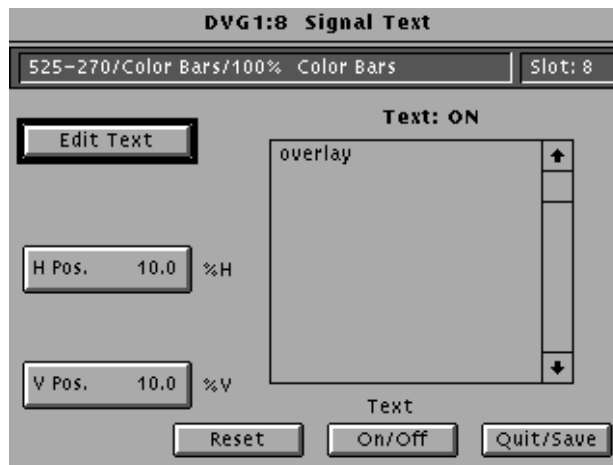 DVG1:8 Signal Text
525-270/Color Bars/100% Color Bars Slot: 8
Text: ON
Edit Text
overlay
H Pos. 10.0 %H
V Pos. 10.0 %V
Text
Reset On/Off Quit/Save